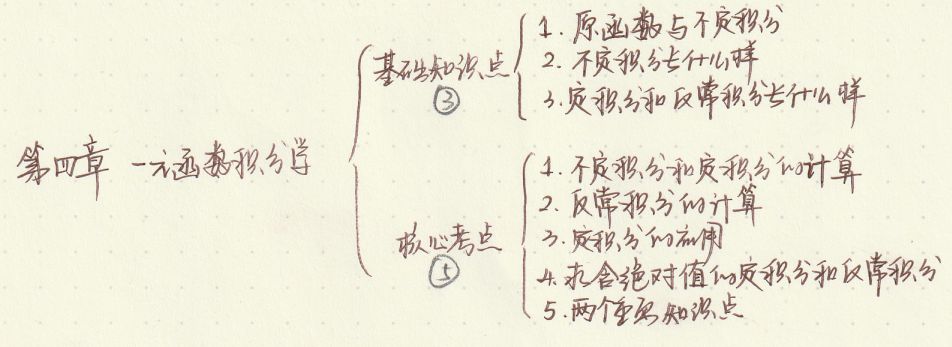 第四章 一元函数积分学
基础知识点
③
1. 原函数与不定积分
2. 不定积分长什么样
3. 定积分和反常积分长什么样
核心考点
⑤
1. 不定积分和定积分的计算
2. 反常积分的计算
3. 定积分的应用
4. 求含绝对值的定积分和反常积分
5. 两个重要知识点